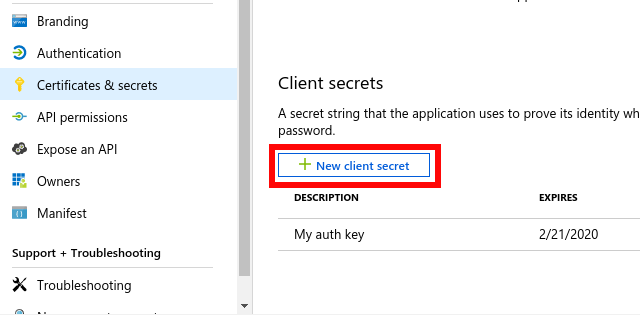 Branding
Authentication
Certificates & secrets
API permissions
Expose an API
Owners
Manifest
Support + Troubleshooting
Troubleshooting
Client secrets
A secret string that the application uses to prove its identity wh
password.
New client secret
DESCRIPTION EXPIRES
My auth key 2/21/2020